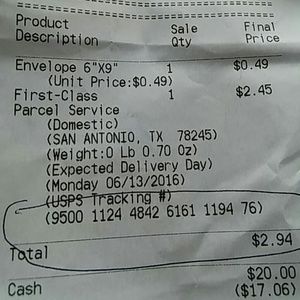 Product Sale Final
Description Qty Price
Envelope 6"X9" 1 $0.49
(Unit Price:$0.49)
First-Class 1 $2.45
Parcel Service
(Domestic)
(SAN ANTONIO, TX 78245)
(Weight:0 Lb 0.70 Oz)
(Expected Delivery Day)
(Monday 06/13/2016)
(USPS Tracking #)
(9500 1124 4842 6161 1194 76)
Total $2.94
Cash $20.00
($17.06)